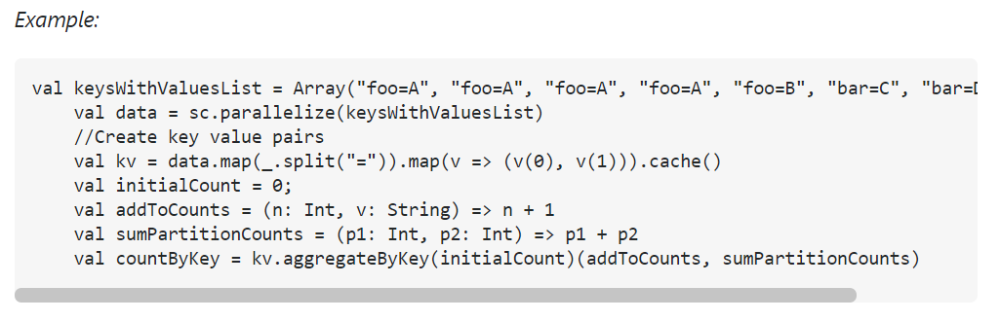 Example:
val keysWithValuesList = Array("foo=A", "foo=A", "foo=A", "foo=A", "foo=B", "bar=C",
val data = sc.parallelize(keysWithValuesList)
//Create key value pairs
val kv = data.map(_.split("=")).map(v => (v(0), v(1))).cache()
val initialCount = 0;
val addToCounts = (n: Int, v: String) => n + 1
val sumPartitionCounts = (p1: Int, p2: Int) => p1 + p2
val countByKey = kv.aggregateByKey(initialCount)(addToCounts, sumPartitionCounts)